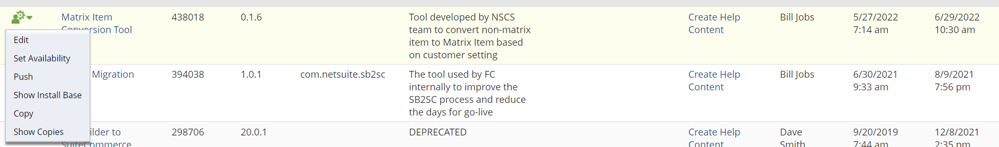 Matrix Item
Conversion Tool
438018
0.1.6
Tool developed by NSCS
team to convert non-matrix
item to Matrix Item based
on customer setting
Create Help
Content
Bill Jobs
5/27/2022
7:14 am
6/29/2022
10:30 am
Edit
Set Availability
Push
Show Install Base
Copy
Show Copies
Migration
394038
1.0.1
com.netsuite.sb2sc
The tool used by FC
internally to improve the
SB2SC process and reduce
the days for go-live
Create Help
Content
Bill Jobs
6/30/2021
9:33 am
8/9/2021
7:56 pm
ilder to
SuiteCommerce
298706
20.0.1
DEPRECATED
Create Help
Content
Dave
Smith
9/20/2019
7:44 am
12/8/2021
2:35 pm